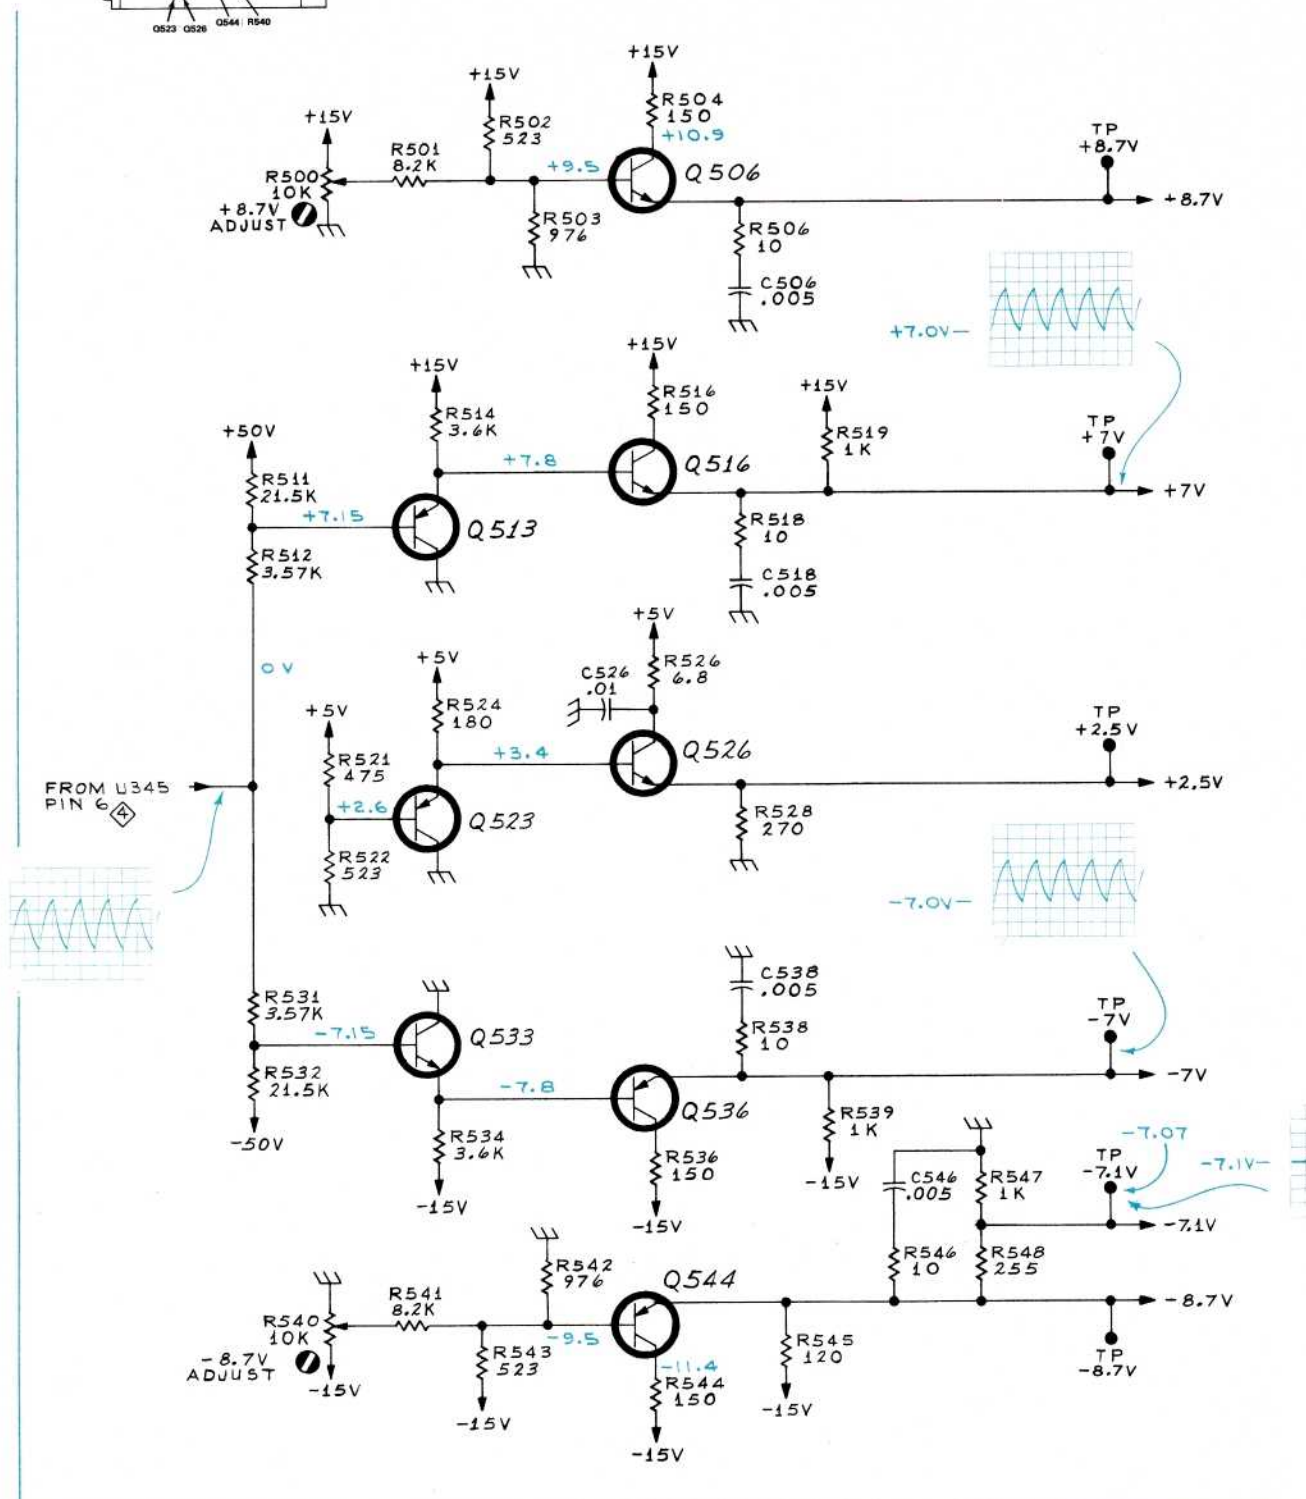 Q523 Q526 Q544 R540
+15V
R504
150
+10.9
+15V
R502
523
+15V
R501
8.2K
+9.5
Q506
R500
10K
+8.7V
ADJUST
R503
976
R506
10
C506
.005
TP
+8.7V
+8.7V
+7.0V—
+15V
R516
150
+15V
R514
3.6K
+15V
R519
1K
TP
+7V
+50V
R511
21.5K
+7.15
+7.8
Q516
+7V
Q513
R512
3.57K
R518
10
C518
.005
0 V
+5V
R526
6.8
C526
.01
+5V
R524
180
+5V
R521
475
+3.4
Q526
TP
+2.5V
+2.5V
FROM U345
PIN 6 4
+2.6
Q523
R528
270
R522
523
-7.0V—
R531
3.57K
-7.15
Q533
C538
.005
R538
10
TP
-7V
-7V
R532
21.5K
-50V
-7.8
Q536
R534
3.6K
-15V
R536
150
-15V
R539
1K
-15V
C546
.005
R547
1K
-7.07
TP
-7.1V
-7.1V—
-7.1V
R546
10
R548
255
R542
976
Q544
R541
8.2K
R540
10K
-8.7V
ADJUST
-15V
-9.5
R543
523
-15V
-11.4
R544
150
-15V
R545
120
-15V
-8.7V
TP
-8.7V